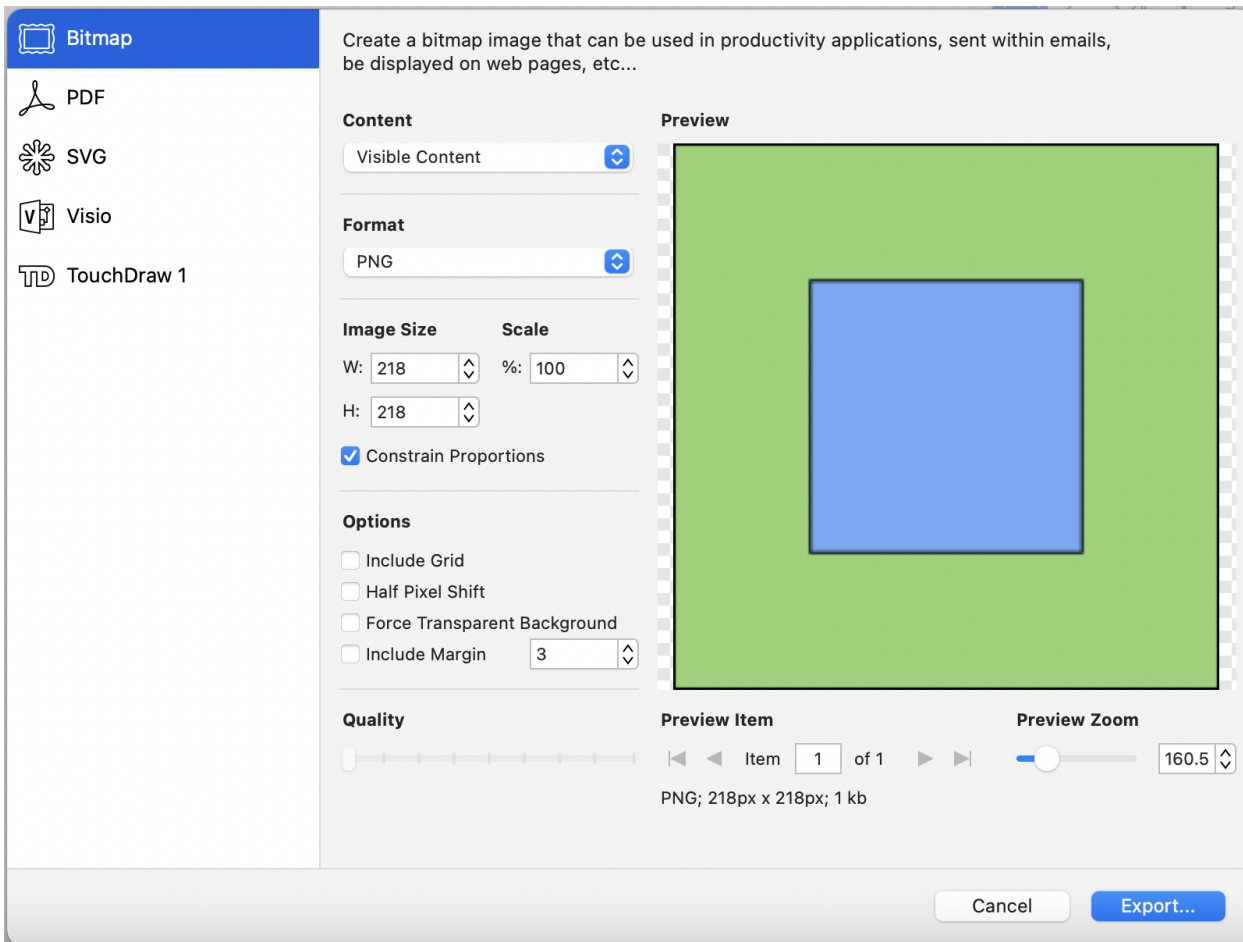 Bitmap
PDF
SVG
Visio
TouchDraw 1
Create a bitmap image that can be used in productivity applications, sent within emails,
be displayed on web pages, etc...
Content
Visible Content
Format
PNG
Image Size
Scale
W: 218
%: 100
H: 218
Constrain Proportions
Options
Include Grid
Half Pixel Shift
Force Transparent Background
Include Margin 3
Quality
Preview
Preview Item
Item 1 of 1
PNG; 218px x 218px; 1 kb
Preview Zoom
160.5
Cancel
Export...